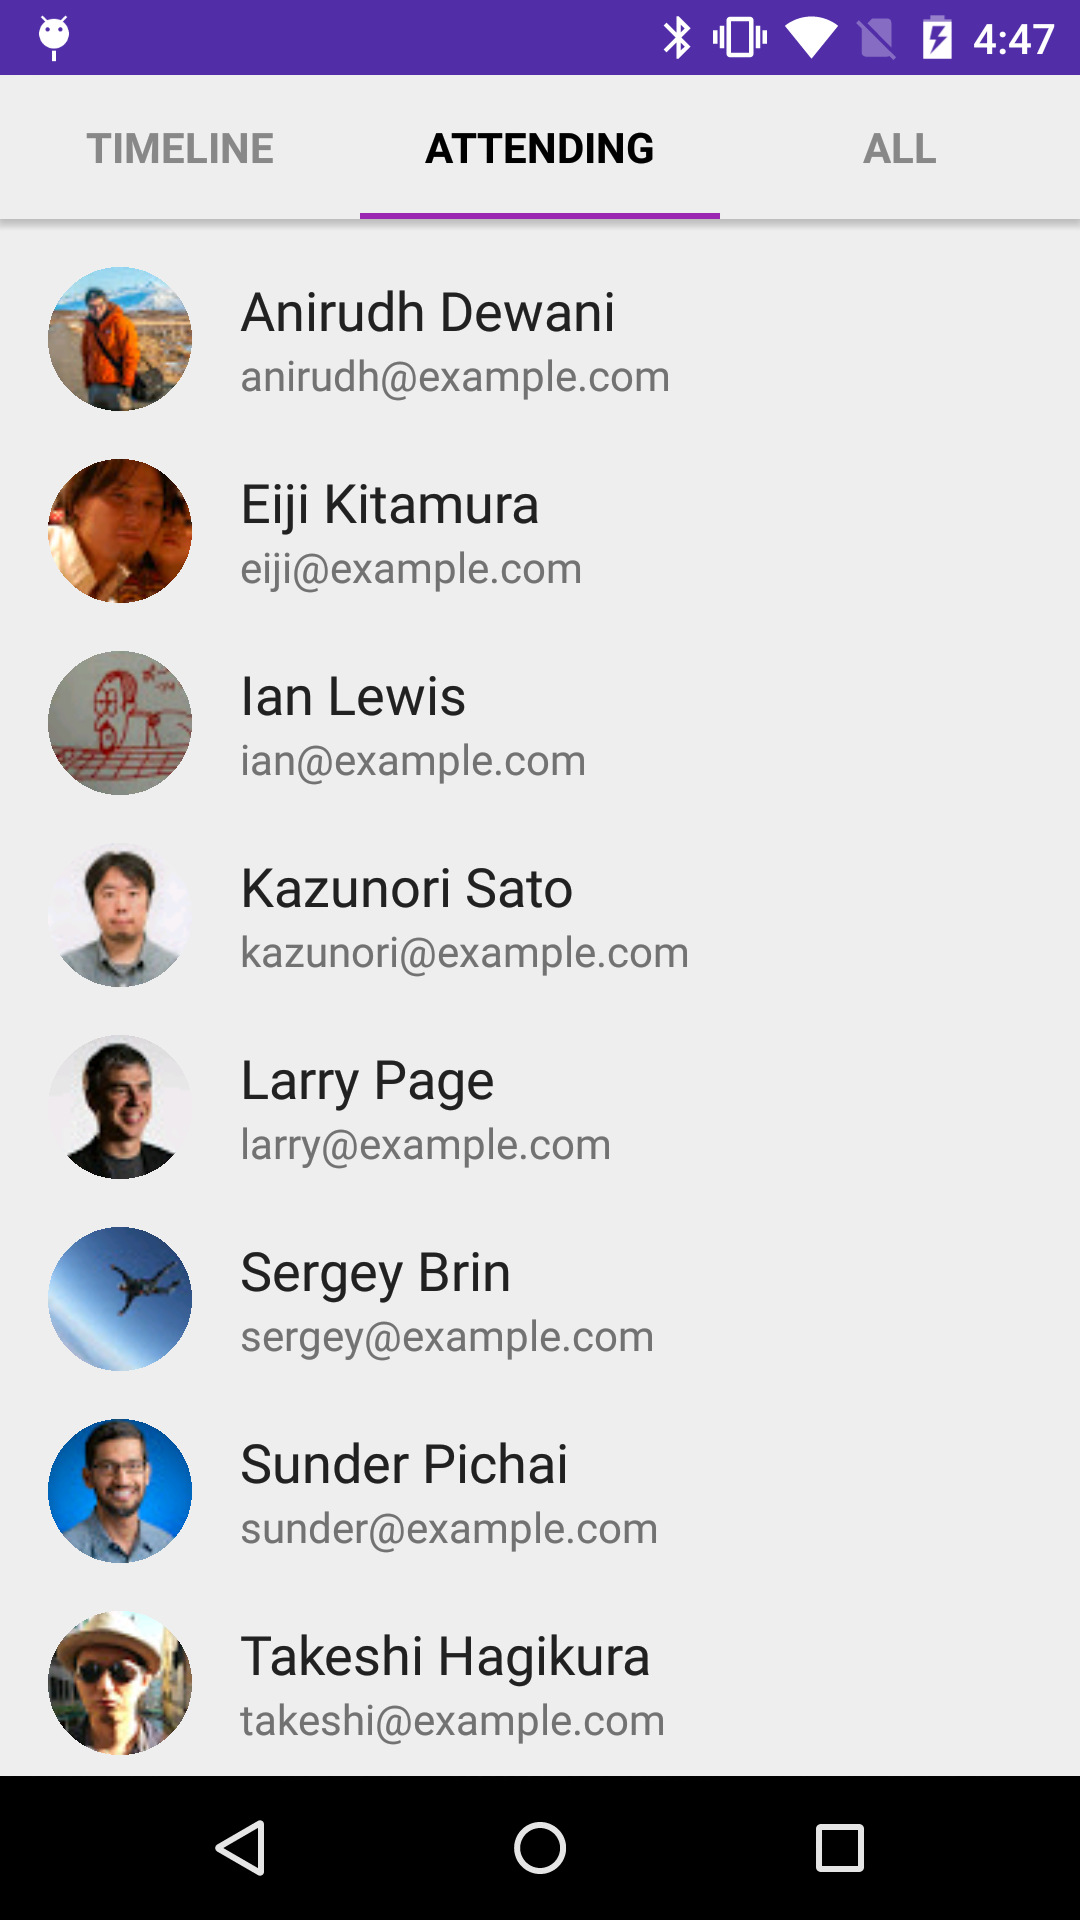 4:47
TIMELINE ATTENDING ALL
Anirudh Dewani
anirudh@example.com
Eiji Kitamura
eiji@example.com
Ian Lewis
ian@example.com
Kazunori Sato
kazunori@example.com
Larry Page
larry@example.com
Sergey Brin
sergey@example.com
Sunder Pichai
sunder@example.com
Takeshi Hagikura
takeshi@example.com